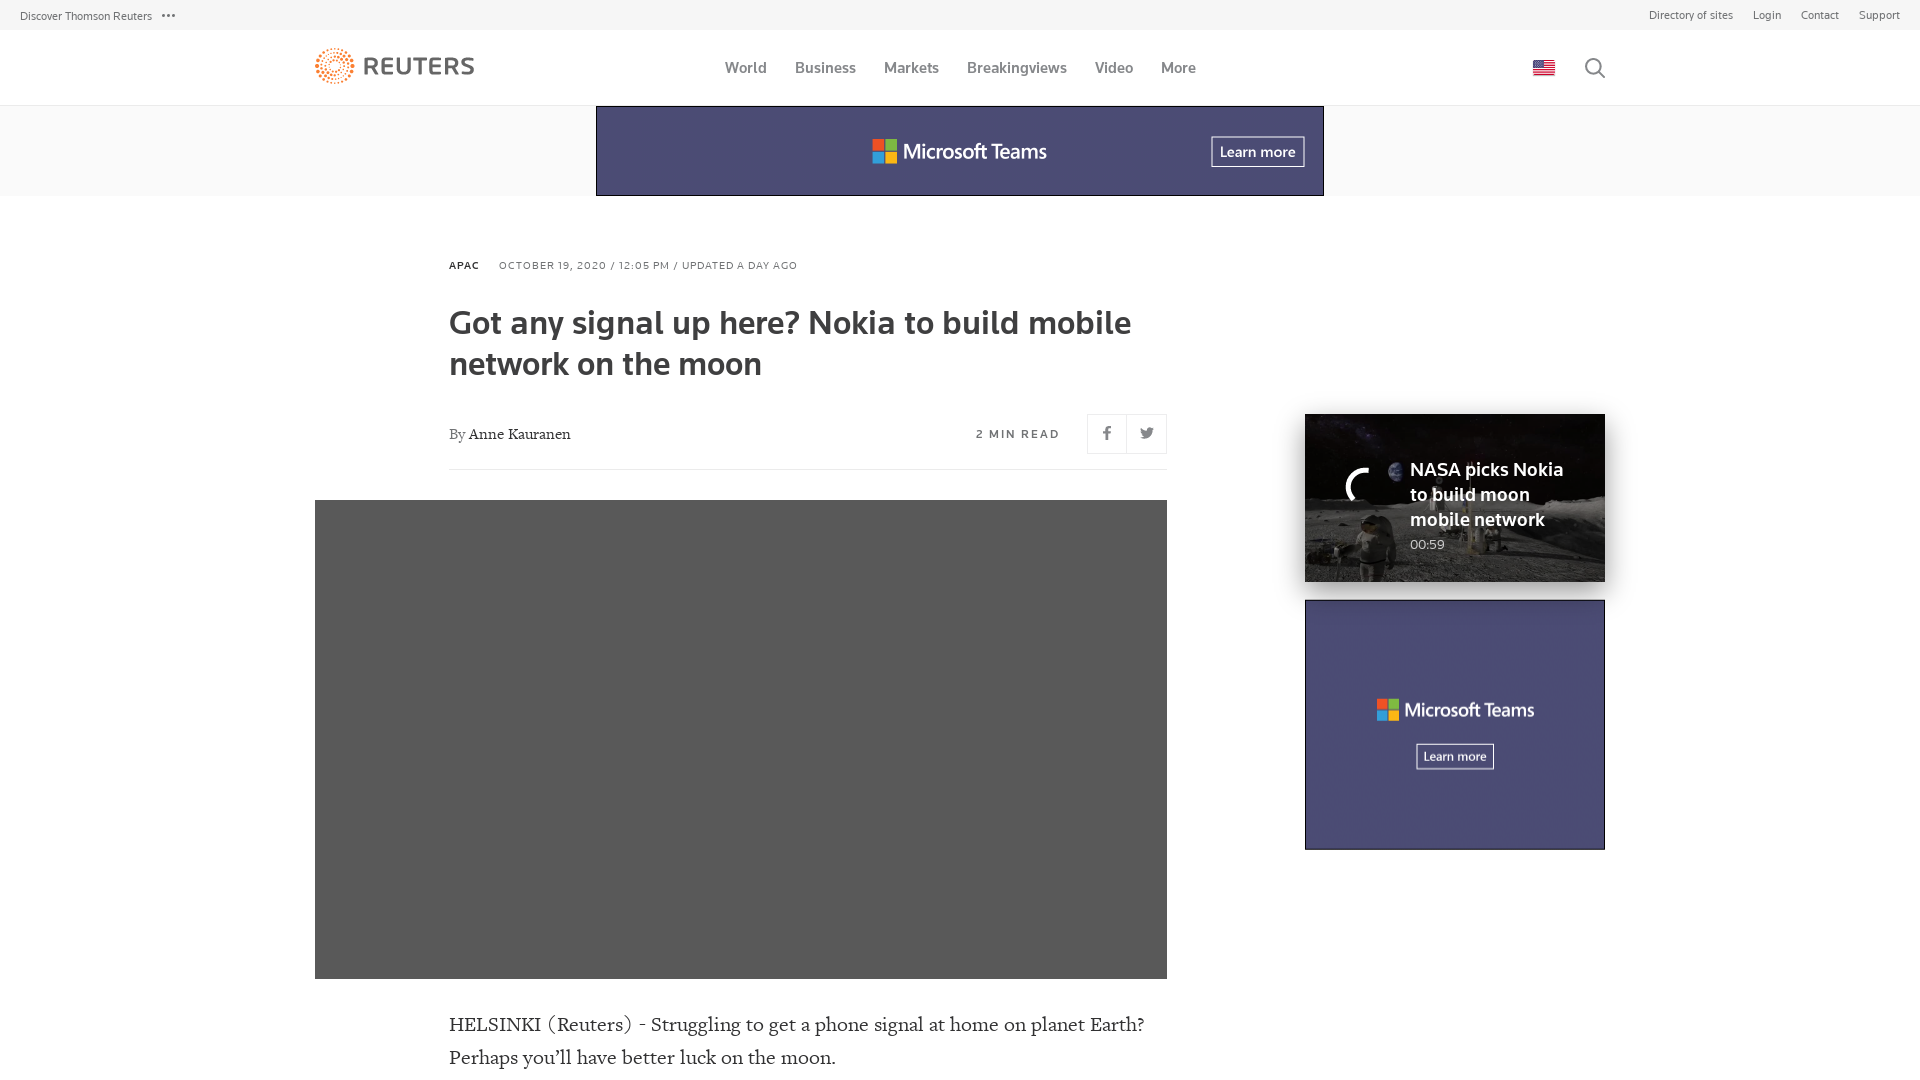 Discover Thomson Reuters
Directory of sites Login Contact Support
REUTERS
World Business Markets Breakingviews Video More
Microsoft Teams
Learn more
APAC OCTOBER 19, 2020 / 12:05 PM / UPDATED A DAY AGO
Got any signal up here? Nokia to build mobile
network on the moon
By Anne Kauranen
2 MIN READ
NASA picks Nokia
to build moon
mobile network
00:59
Microsoft Teams
Learn more
HELSINKI (Reuters) - Struggling to get a phone signal at home on planet Earth?
Perhaps you’ll have better luck on the moon.